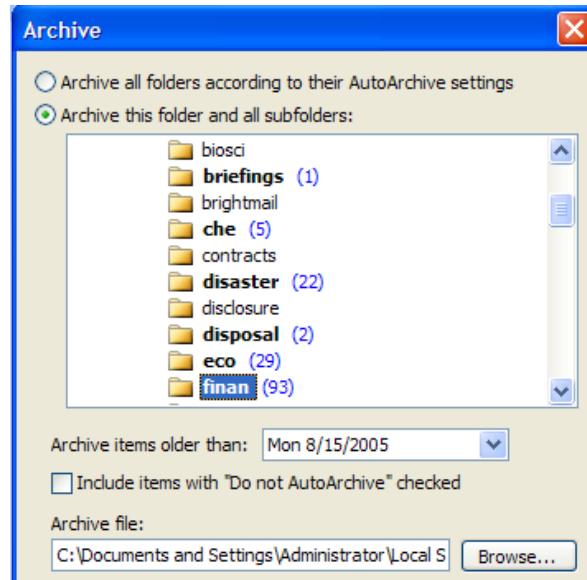 Archive
Archive all folders according to their AutoArchive settings
Archive this folder and all subfolders:
biosci
briefings (1)
brightmail
che (5)
contracts
disaster (22)
disclosure
disposal (2)
eco (29)
finan (93)
Archive items older than: Mon 8/15/2005
Include items with "Do not AutoArchive" checked
Archive file:
C:\Documents and Settings\Administrator\Local S Browse...